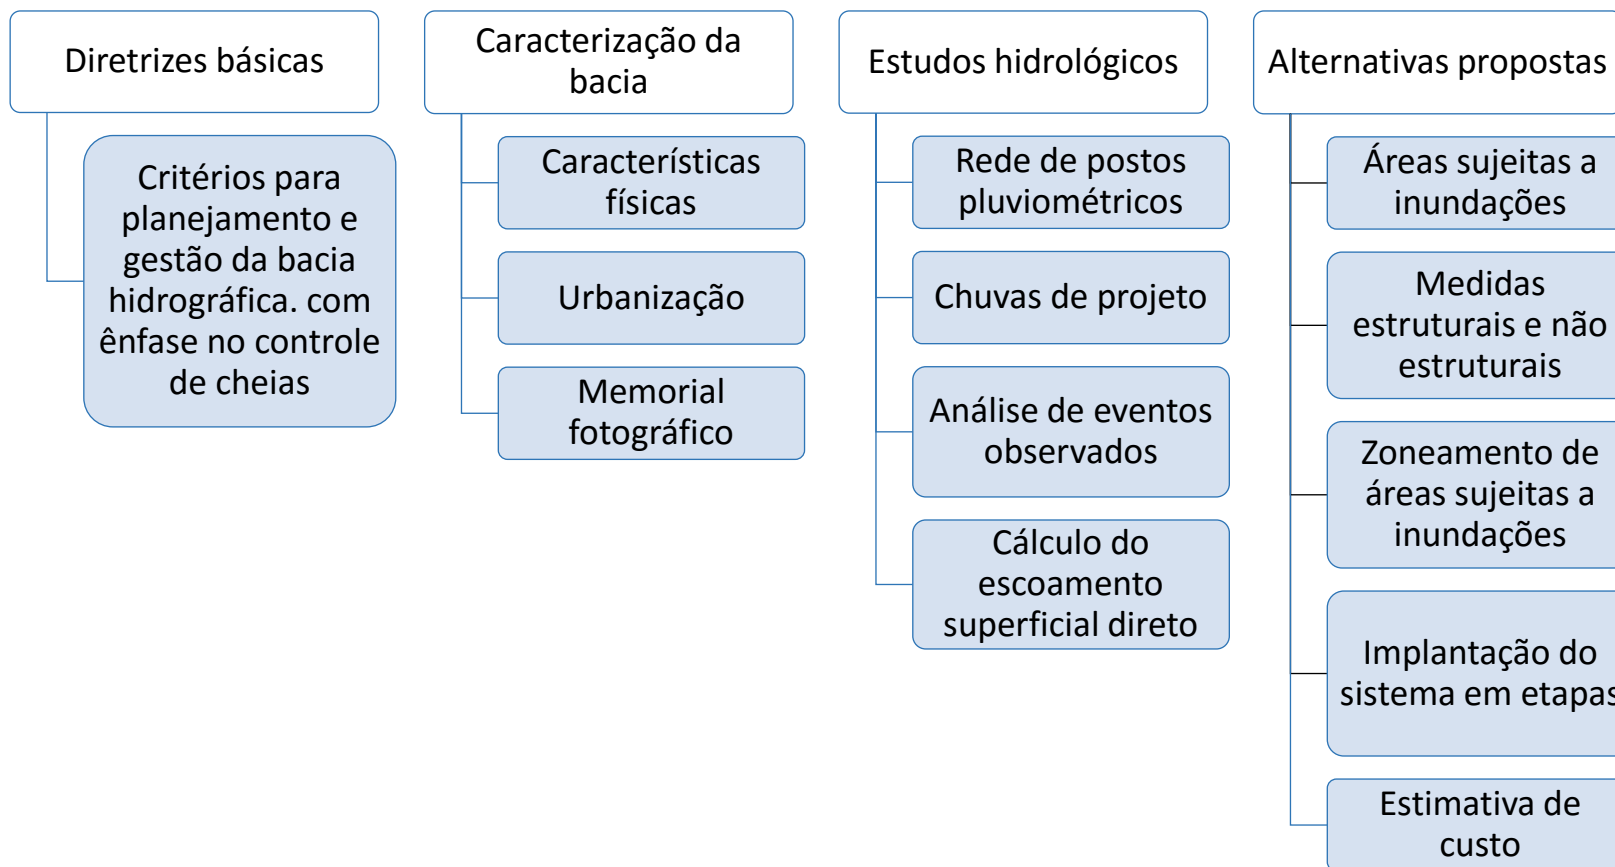 Diretrizes básicas
Critérios para
planejamento e
gestão da bacia
hidrográfica. com
ênfase no controle
de cheias
Caracterização da
bacia
Características
físicas
Urbanização
Memorial
fotográfico
Estudos hidrológicos
Rede de postos
pluviométricos
Chuvas de projeto
Análise de eventos
observados
Cálculo do
escoamento
superficial direto
Alternativas propostas
Áreas sujeitas a
inundações
Medidas
estruturais e não
estruturais
Zoneamento de
áreas sujeitas a
inundações
Implantação do
sistema em etapas
Estimativa de
custo